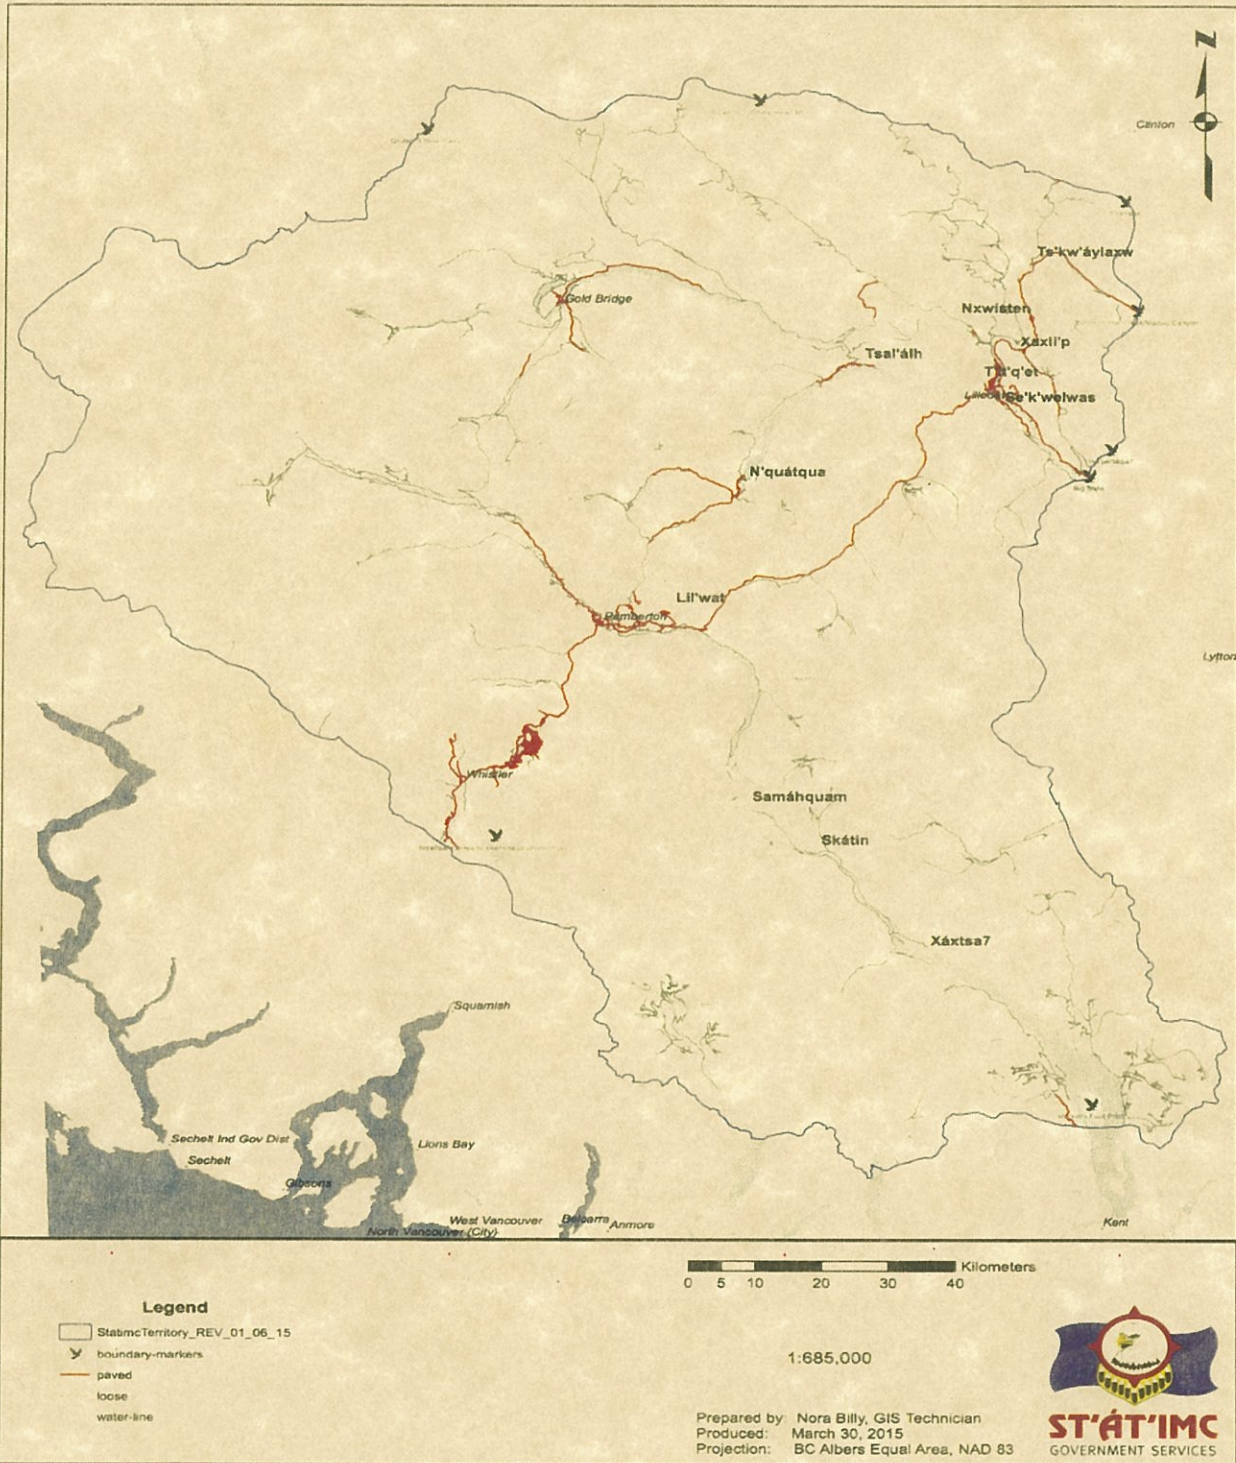 Clinton
Ts'kw'áylaxw
Gold Bridge
Nxwisten
Xaxli'p
Tsal'álh
T'ít'q'et
Lillooet
Se'k'welwas
N'quátqua
Lil'wat
Pemberton
Whistler
Samáhquam
Skátin
Xáxtsa7
Squamish
Sechelt Ind Gov Dist
Lions Bay
Sechelt
Gibsons
West Vancouver
Belcarra
Anmore
North Vancouver (City)
Kent
Kilometers
0 5 10 20 30 40
Legend
StatimcTerritory_REV_01_06_15
boundary-markers
paved
loose
water-line
1:685,000
Prepared by: Nora Billy, GIS Technician
Produced: March 30, 2015
Projection: BC Albers Equal Area, NAD 83
ST'ÁT'IMC
GOVERNMENT SERVICES